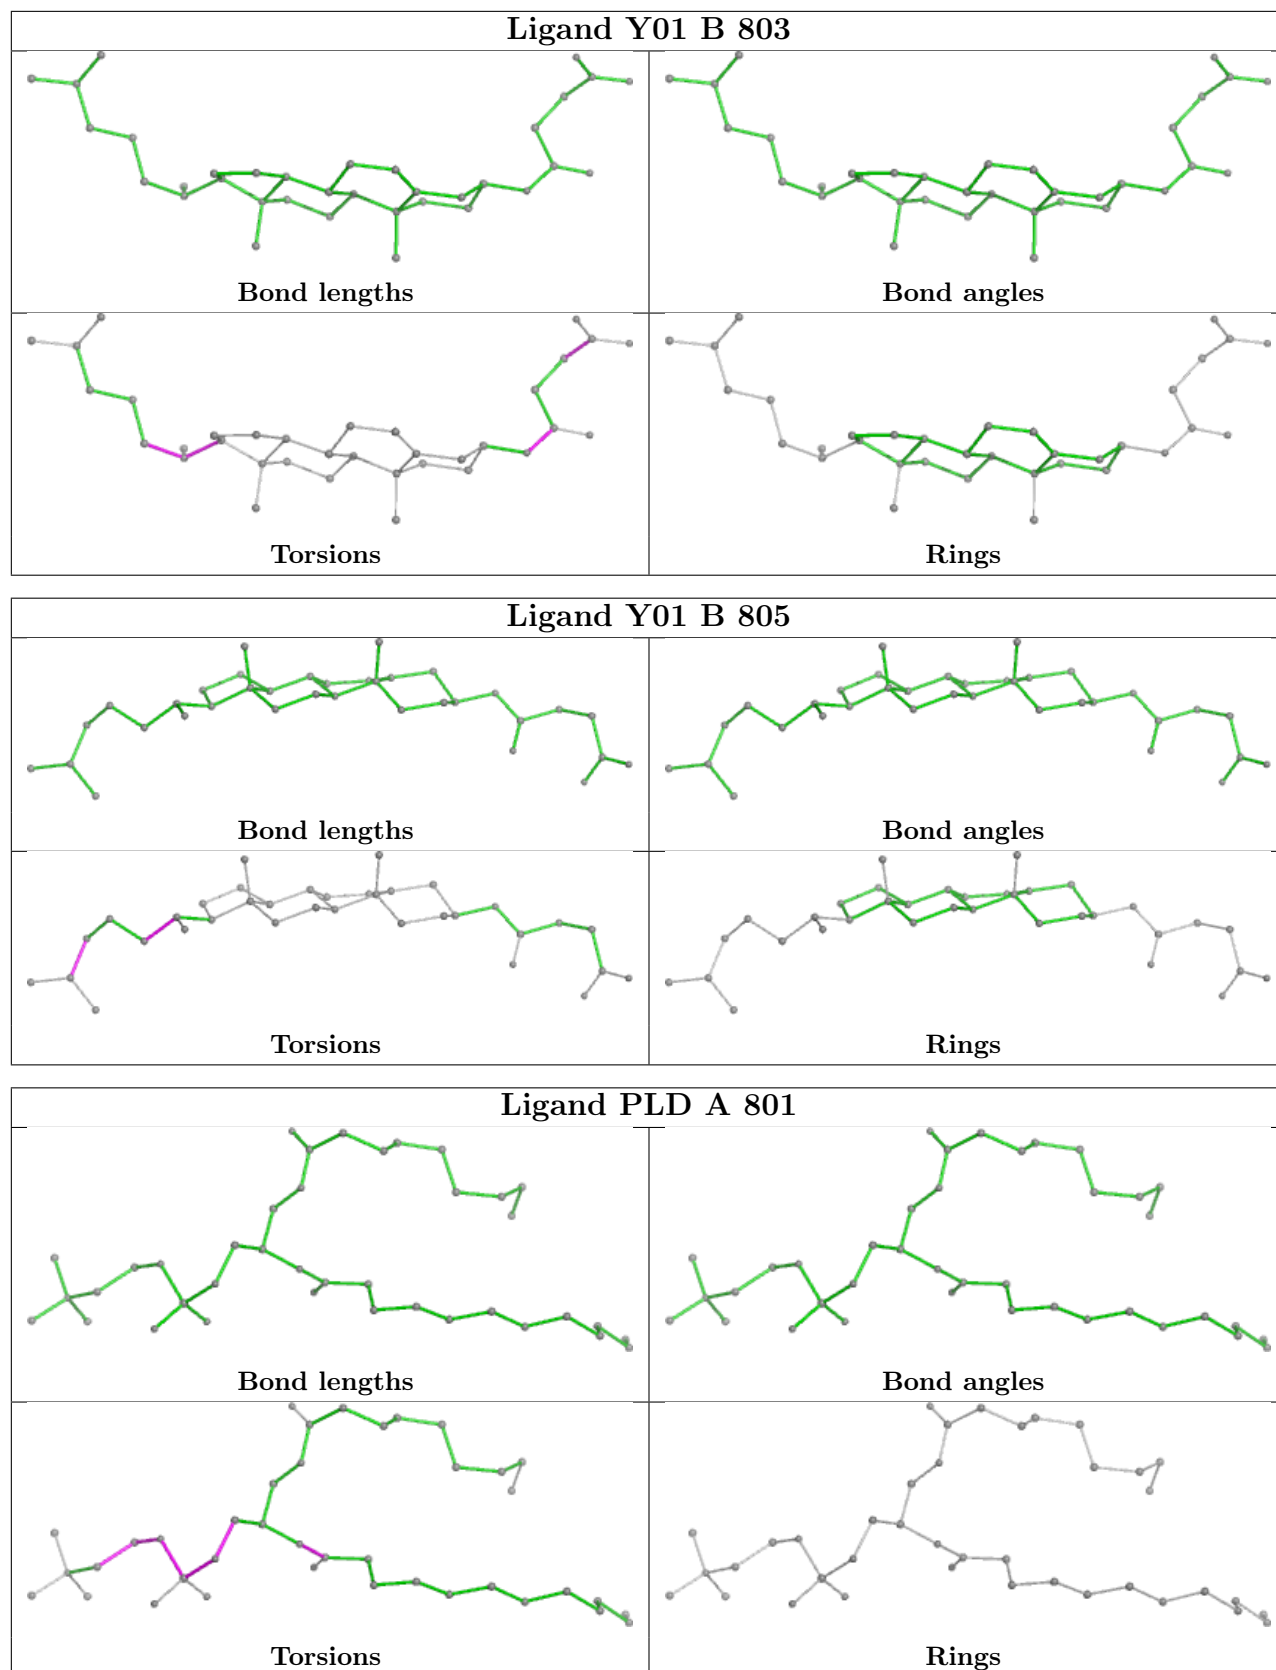 Ligand Y01 B 803
Bond lengths
Bond angles
Torsions
Rings
Ligand Y01 B 805
Bond lengths
Bond angles
Torsions
Rings
Ligand PLD A 801
Bond lengths
Bond angles
Torsions
Rings